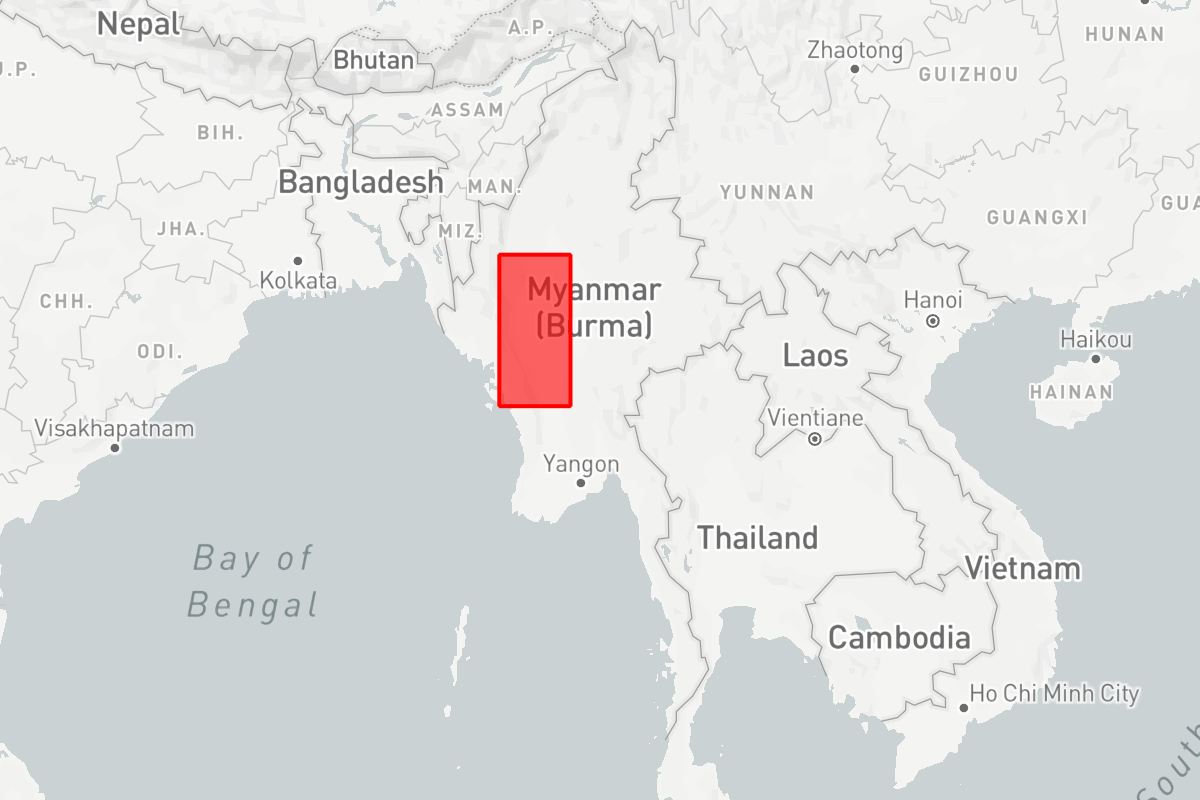 Nepal
A.P.
HUNAN
Zhaotong
Bhutan
U.P.
GUIZHOU
ASSAM
BIH.
Bangladesh
MAN.
YUNNAN
GUA
GUANGXI
JHA.
MIZ.
Kolkata
Myanmar
(Burma)
CHH.
Hanoi
Haikou
ODI.
Laos
HAINAN
Vientiane
Visakhapatnam
Yangon
Thailand
Bay of
Bengal
Vietnam
Cambodia
Ho Chi Minh City
South